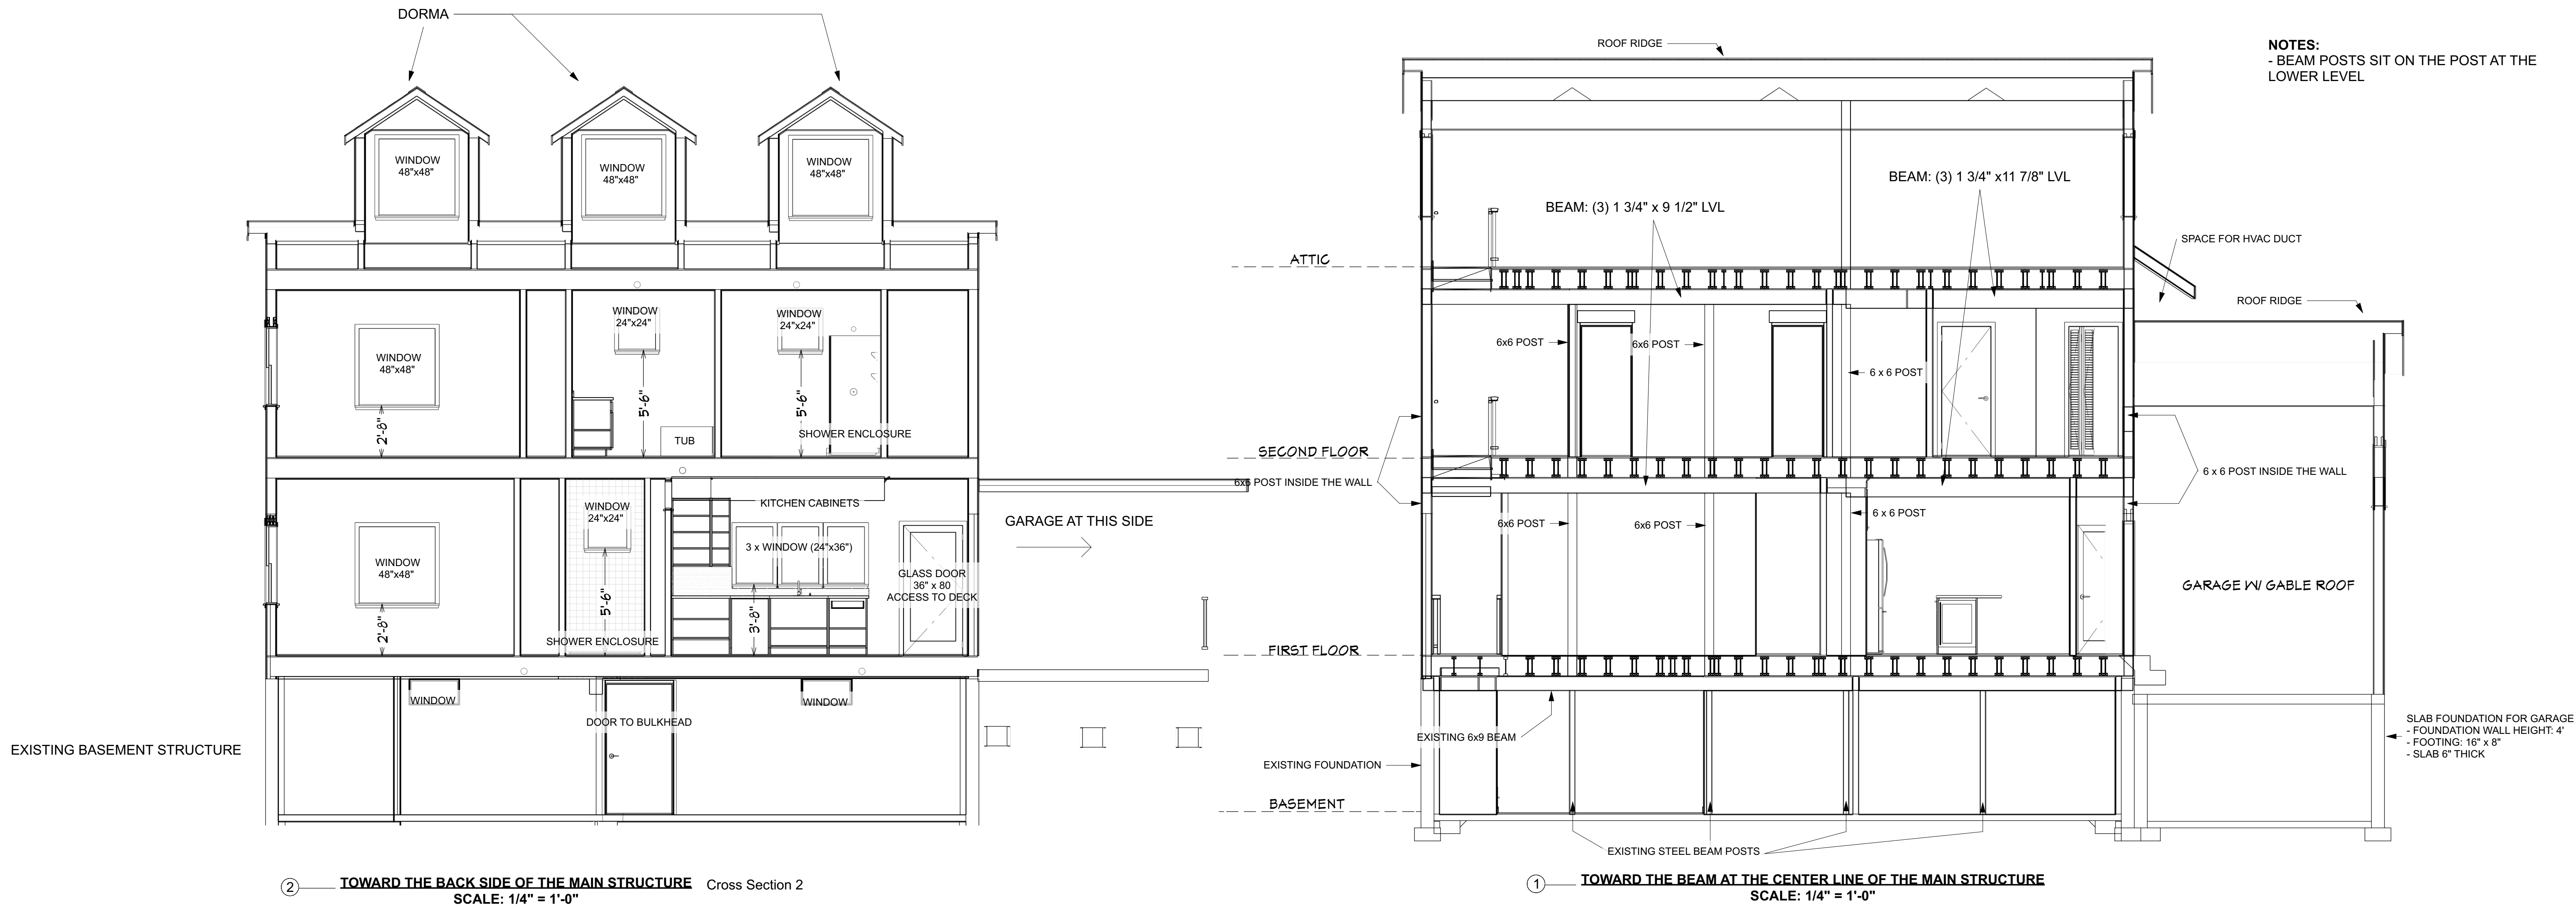 DORMA
WINDOW
48"x48"
WINDOW
48"x48"
WINDOW
48"x48"
WINDOW
48"x48"
2'-8"
WINDOW
24"x24"
5'-6"
TUB
WINDOW
24"x24"
5'-6"
SHOWER ENCLOSURE
WINDOW
48"x48"
2'-8"
WINDOW
24"x24"
5'-6"
SHOWER ENCLOSURE
KITCHEN CABINETS
3 x WINDOW (24"x36")
3'-8"
GLASS DOOR
36" x 80
ACCESS TO DECK
GARAGE AT THIS SIDE
WINDOW
DOOR TO BULKHEAD
WINDOW
EXISTING BASEMENT STRUCTURE
2
TOWARD THE BACK SIDE OF THE MAIN STRUCTURE
Cross Section 2
SCALE: 1/4" = 1'-0"
ROOF RIDGE
NOTES:
- BEAM POSTS SIT ON THE POST AT THE
LOWER LEVEL
BEAM: (3) 1 3/4" x11 7/8" LVL
BEAM: (3) 1 3/4" x 9 1/2" LVL
SPACE FOR HVAC DUCT
ATTIC
ROOF RIDGE
6x6 POST
6x6 POST
6 x 6 POST
SECOND FLOOR
6x6 POST INSIDE THE WALL
6 x 6 POST INSIDE THE WALL
6x6 POST
6x6 POST
6 x 6 POST
GARAGE W/ GABLE ROOF
FIRST FLOOR
EXISTING 6x9 BEAM
EXISTING FOUNDATION
BASEMENT
SLAB FOUNDATION FOR GARAGE
- FOUNDATION WALL HEIGHT: 4'
- FOOTING: 16" x 8"
- SLAB 6" THICK
EXISTING STEEL BEAM POSTS
1
TOWARD THE BEAM AT THE CENTER LINE OF THE MAIN STRUCTURE
SCALE: 1/4" = 1'-0"